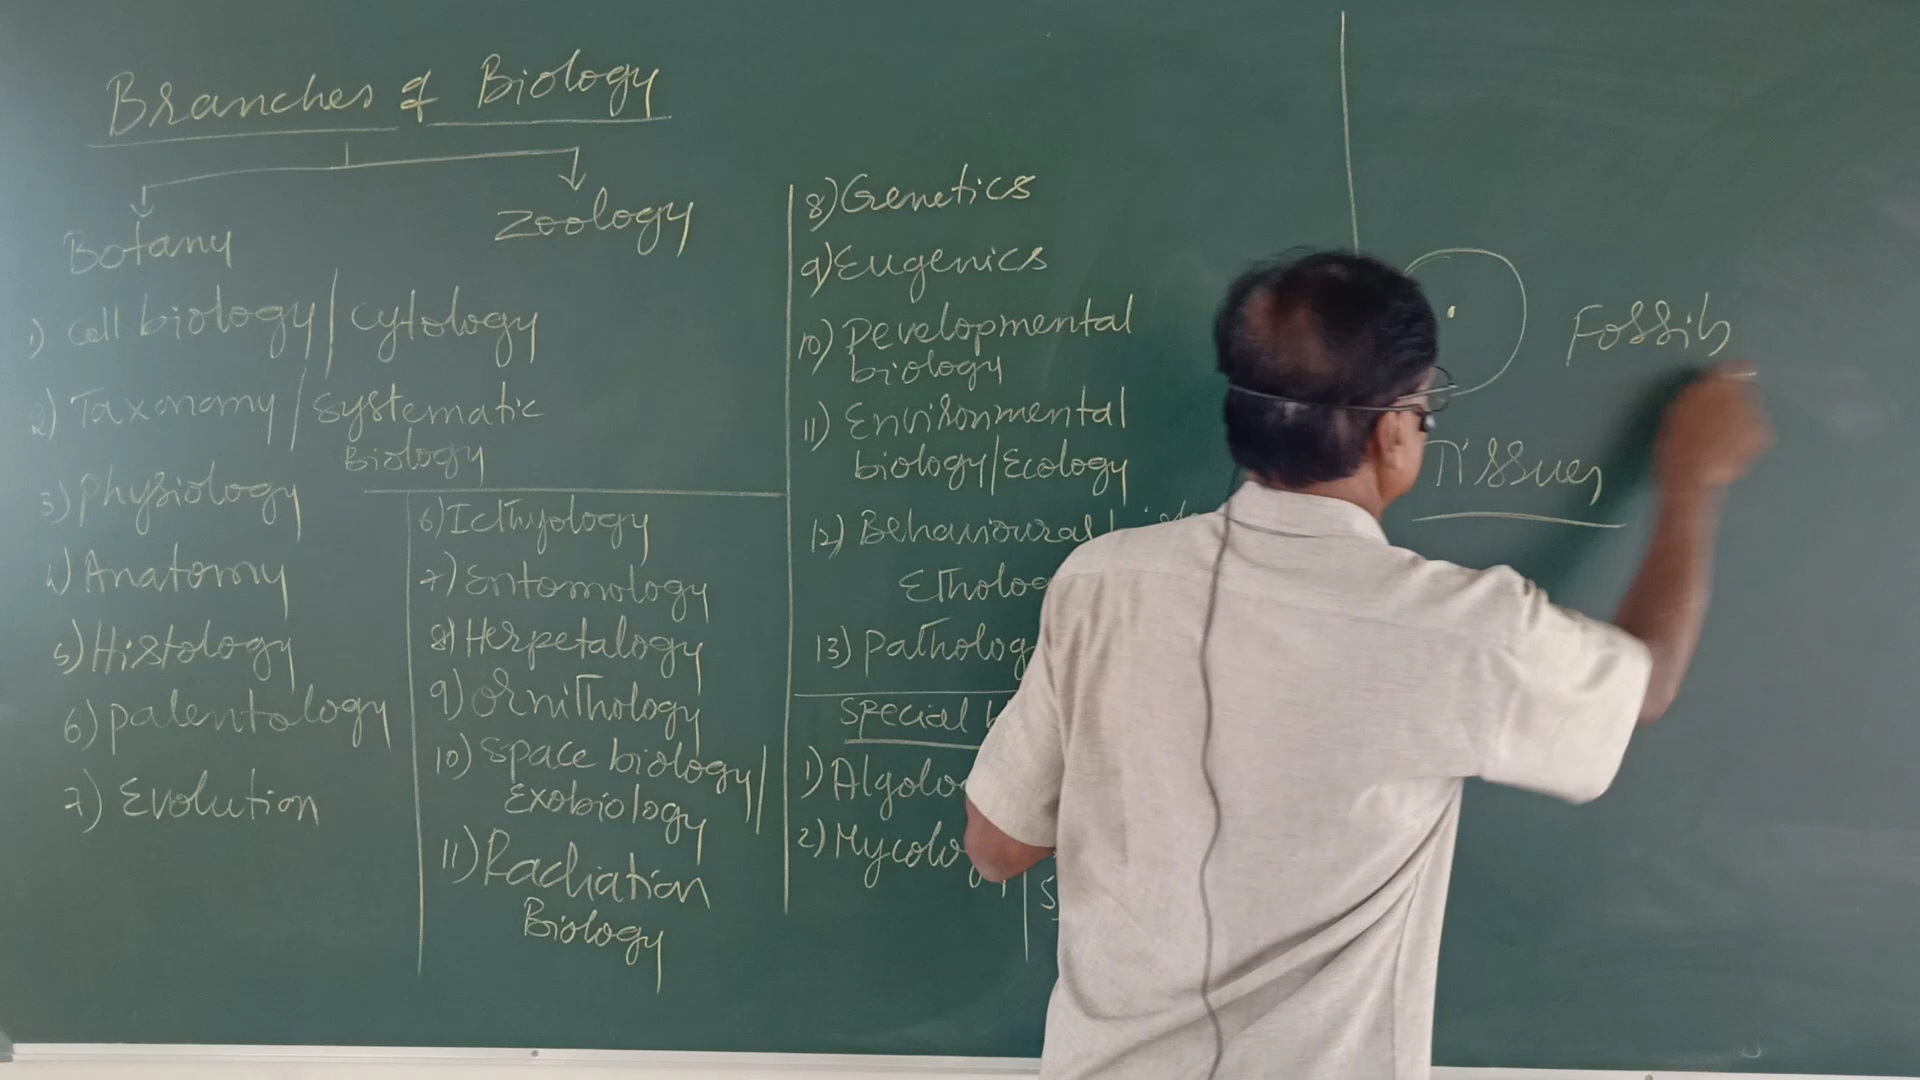 Branches of Biology
Botany
Zoology
1) Cell biology/cytology
2) Taxonomy/Systematic
Biology
3) Physiology
4) Anatomy
5) Histology
6) Palentology
7) Evolution
6) Icthyology
7) Entomology
8) Herpetalogy
9) Ornithology
10) Space biology/
Exobiology
11) Radiation
Biology
8) Genetics
9) Eugenics
10) Developmental
biology
11) Environmental
biology/Ecology
12) Behavioural
Etholog
13) Patholog
Special
1) Algolo
2) Mycolog
Fossils
Tissues